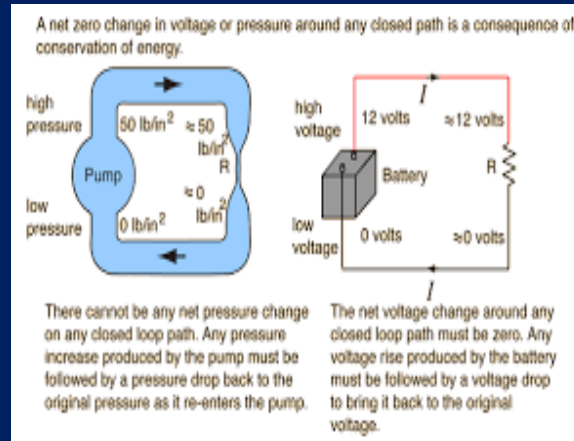 A net zero change in voltage or pressure around any closed path is a consequence of
conservation of energy.
high
pressure
50 lb/in²
≈ 50
lb/in²
R
Pump
≈ 0
lb/in²
low
pressure
0 lb/in²
I
high
voltage
12 volts
≈12 volts
R
Battery
low
voltage
0 volts
≈0 volts
I
There cannot be any net pressure change
on any closed loop path. Any pressure
increase produced by the pump must be
followed by a pressure drop back to the
original pressure as it re-enters the pump.
The net voltage change around any
closed loop path must be zero. Any
voltage rise produced by the battery
must be followed by a voltage drop
to bring it back to the original
voltage.